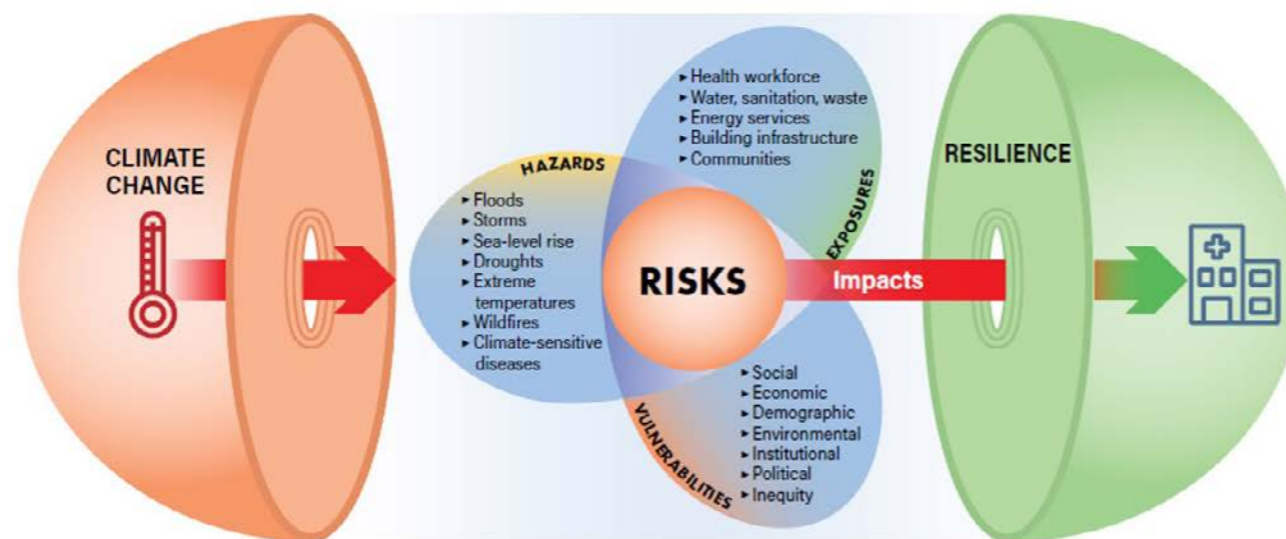 CLIMATE
CHANGE
HAZARDS
▸ Floods
▸ Storms
▸ Sea-level rise
▸ Droughts
▸ Extreme
temperatures
▸ Wildfires
▸ Climate-sensitive
diseases
▸ Health workforce
▸ Water, sanitation, waste
▸ Energy services
▸ Building infrastructure
▸ Communities
EXPOSURES
RISKS
Impacts
▸ Social
▸ Economic
▸ Demographic
▸ Environmental
▸ Institutional
▸ Political
▸ Inequity
VULNERABILITIES
RESILIENCE